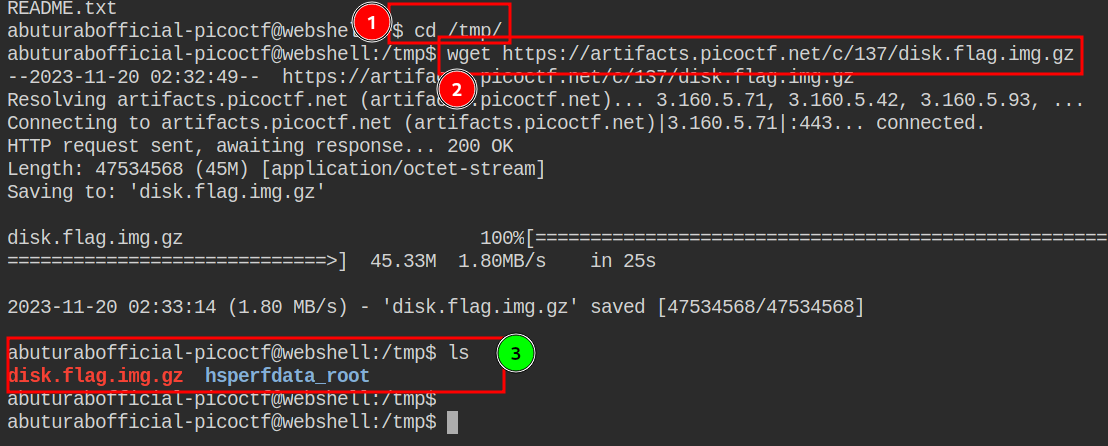 README.txt
abuturabofficial-picoctf@webshell:~$ cd /tmp/
1
abuturabofficial-picoctf@webshell:/tmp$ wget https://artifacts.picoctf.net/c/137/disk.flag.img.gz
--2023-11-20 02:32:49--  https://artifacts.picoctf.net/c/137/disk.flag.img.gz
2
Resolving artifacts.picoctf.net (artifacts.picoctf.net)... 3.160.5.71, 3.160.5.42, 3.160.5.93, ...
Connecting to artifacts.picoctf.net (artifacts.picoctf.net)|3.160.5.71|:443... connected.
HTTP request sent, awaiting response... 200 OK
Length: 47534568 (45M) [application/octet-stream]
Saving to: 'disk.flag.img.gz'
disk.flag.img.gz 100%[====================================================
=============================>] 45.33M 1.80MB/s in 25s
2023-11-20 02:33:14 (1.80 MB/s) - 'disk.flag.img.gz' saved [47534568/47534568]
abuturabofficial-picoctf@webshell:/tmp$ ls
3
disk.flag.img.gz hsperfdata_root
abuturabofficial-picoctf@webshell:/tmp$
abuturabofficial-picoctf@webshell:/tmp$